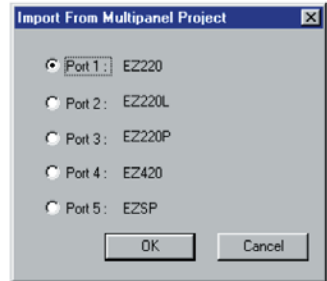 Import From Multipanel Project
Port 1 : EZ220
Port 2 : EZ220L
Port 3 : EZ220P
Port 4 : EZ420
Port 5 : EZSP
OK Cancel